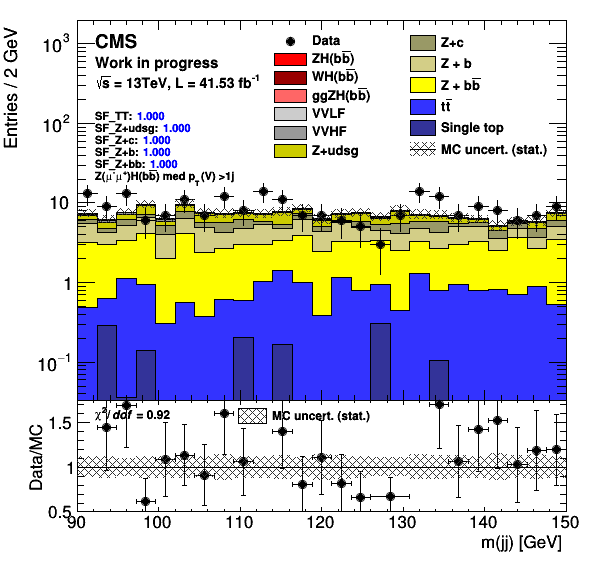 CMS
Work in progress
√s = 13TeV, L = 41.53 fb⁻¹
SF_TT: 1.000
SF_Z+udsg: 1.000
SF_Z+c: 1.000
SF_Z+b: 1.000
SF_Z+bb: 1.000
Z(μ⁻μ⁺)H(bb̅) med p_T(V) >1j
Data
ZH(bb̅)
WH(bb̅)
ggZH(bb̅)
VVLF
VVHF
Z+udsg
Z+c
Z + b
Z + bb̅
tt̅
Single top
MC uncert. (stat.)
Entries / 2 GeV
10³
10²
10
1
10⁻¹
χ²/dof = 0.92
MC uncert. (stat.)
Data/MC
1.5
1
0.5
90 100 110 120 130 140 150
m(jj) [GeV]